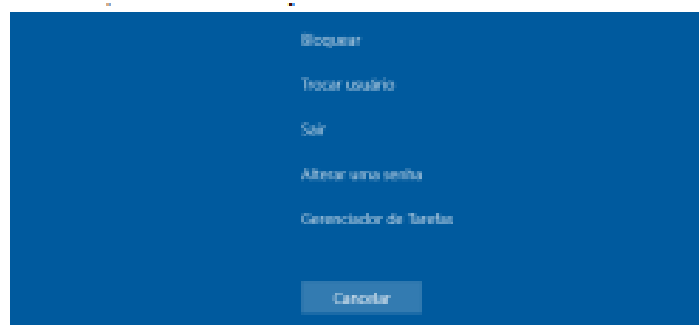 Bloquear
Trocar usuário
Sair
Alterar uma senha
Gerenciador de Tarefas
Cancelar